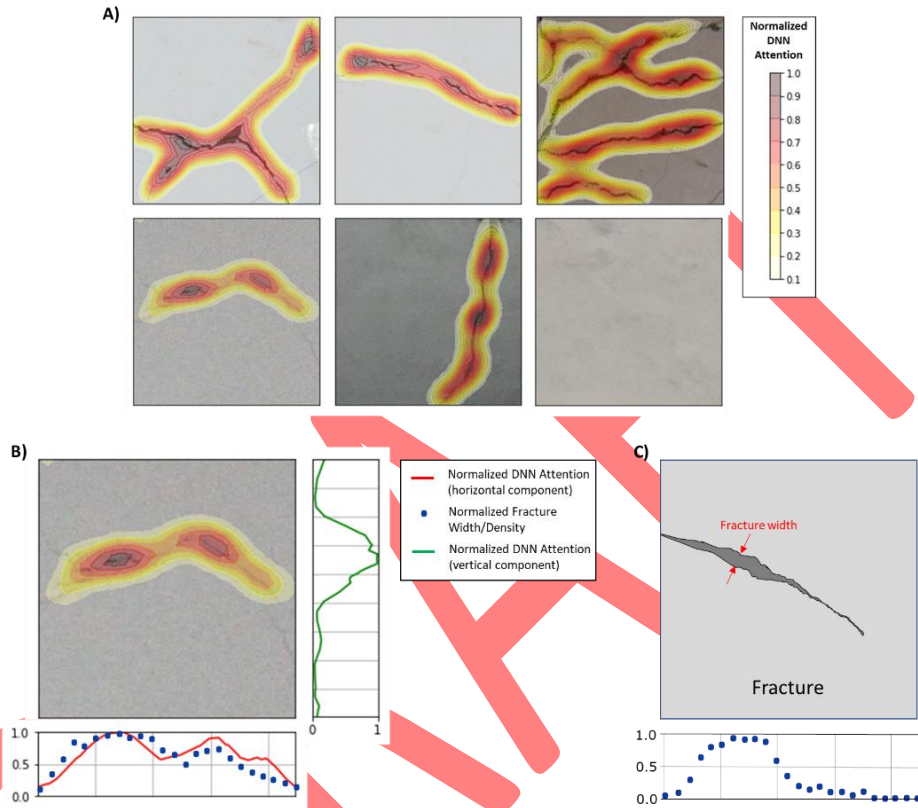 A)
Normalized
DNN
Attention
1.0
0.9
0.8
0.7
0.6
0.5
0.4
0.3
0.2
0.1
B)
C)
Normalized DNN Attention
(horizontal component)
Normalized Fracture
Width/Density
Normalized DNN Attention
(vertical component)
Fracture width
Fracture
0
1
1.0
0.5
0.0
1.0
0.5
0.0